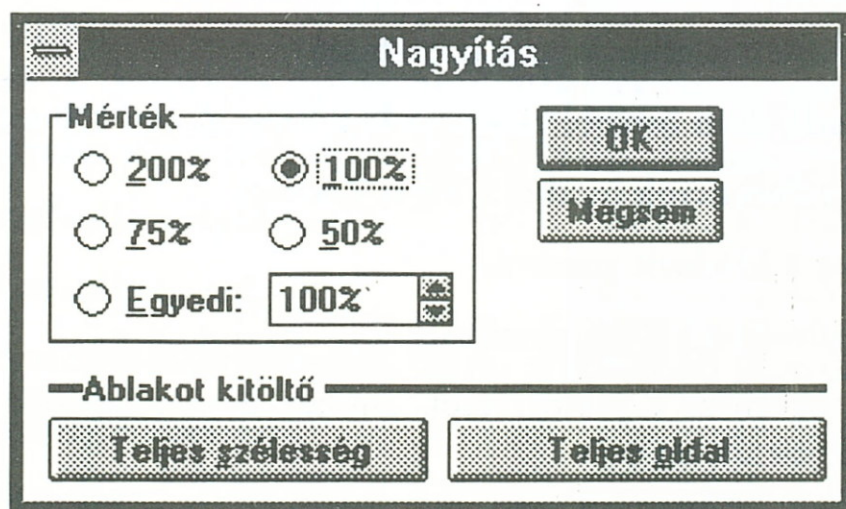 Nagyítás
Mérték
200% 100%
75% 50%
Egyedi: 100%
OK
Mégsem
Ablakot kitöltő
Teljes szélesség Teljes oldal